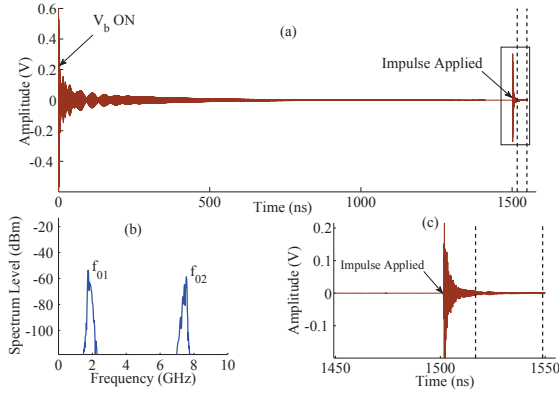 V_b ON
(a)
Impulse Applied
Amplitude (V)
0.6
0.4
0.2
0
-0.2
-0.4
0
500
1000
1500
Time (ns)
(b)
f_01
f_02
Spectrum Level (dBm)
-20
-40
-60
-80
-100
0
2
4
6
8
10
Frequency (GHz)
(c)
Impulse Applied
Amplitude (V)
0.2
0.1
0
-0.1
1450
1500
1550
Time (ns)